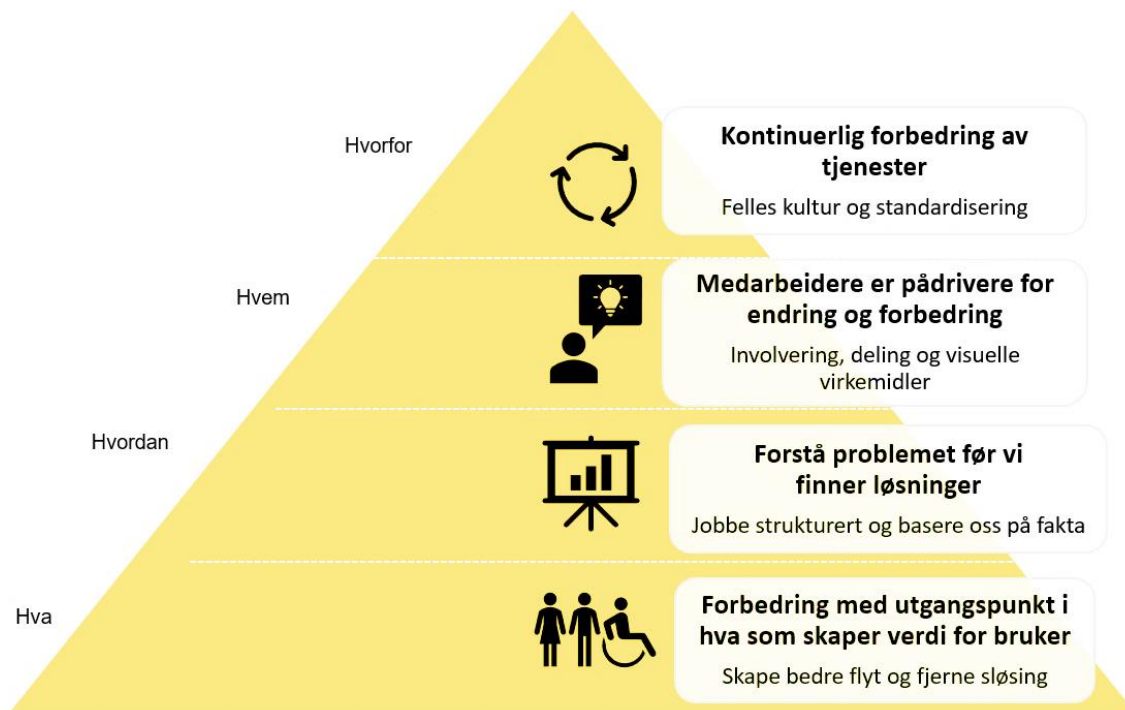 Hvorfor
Kontinuerlig forbedring av
tjenester
Felles kultur og standardisering
Hvem
Medarbeidere er pådrivere for
endring og forbedring
Involvering, deling og visuelle
virkemidler
Hvordan
Forstå problemet før vi
finner løsninger
Jobbe strukturert og basere oss på fakta
Hva
Forbedring med utgangspunkt i
hva som skaper verdi for bruker
Skape bedre flyt og fjerne sløsing